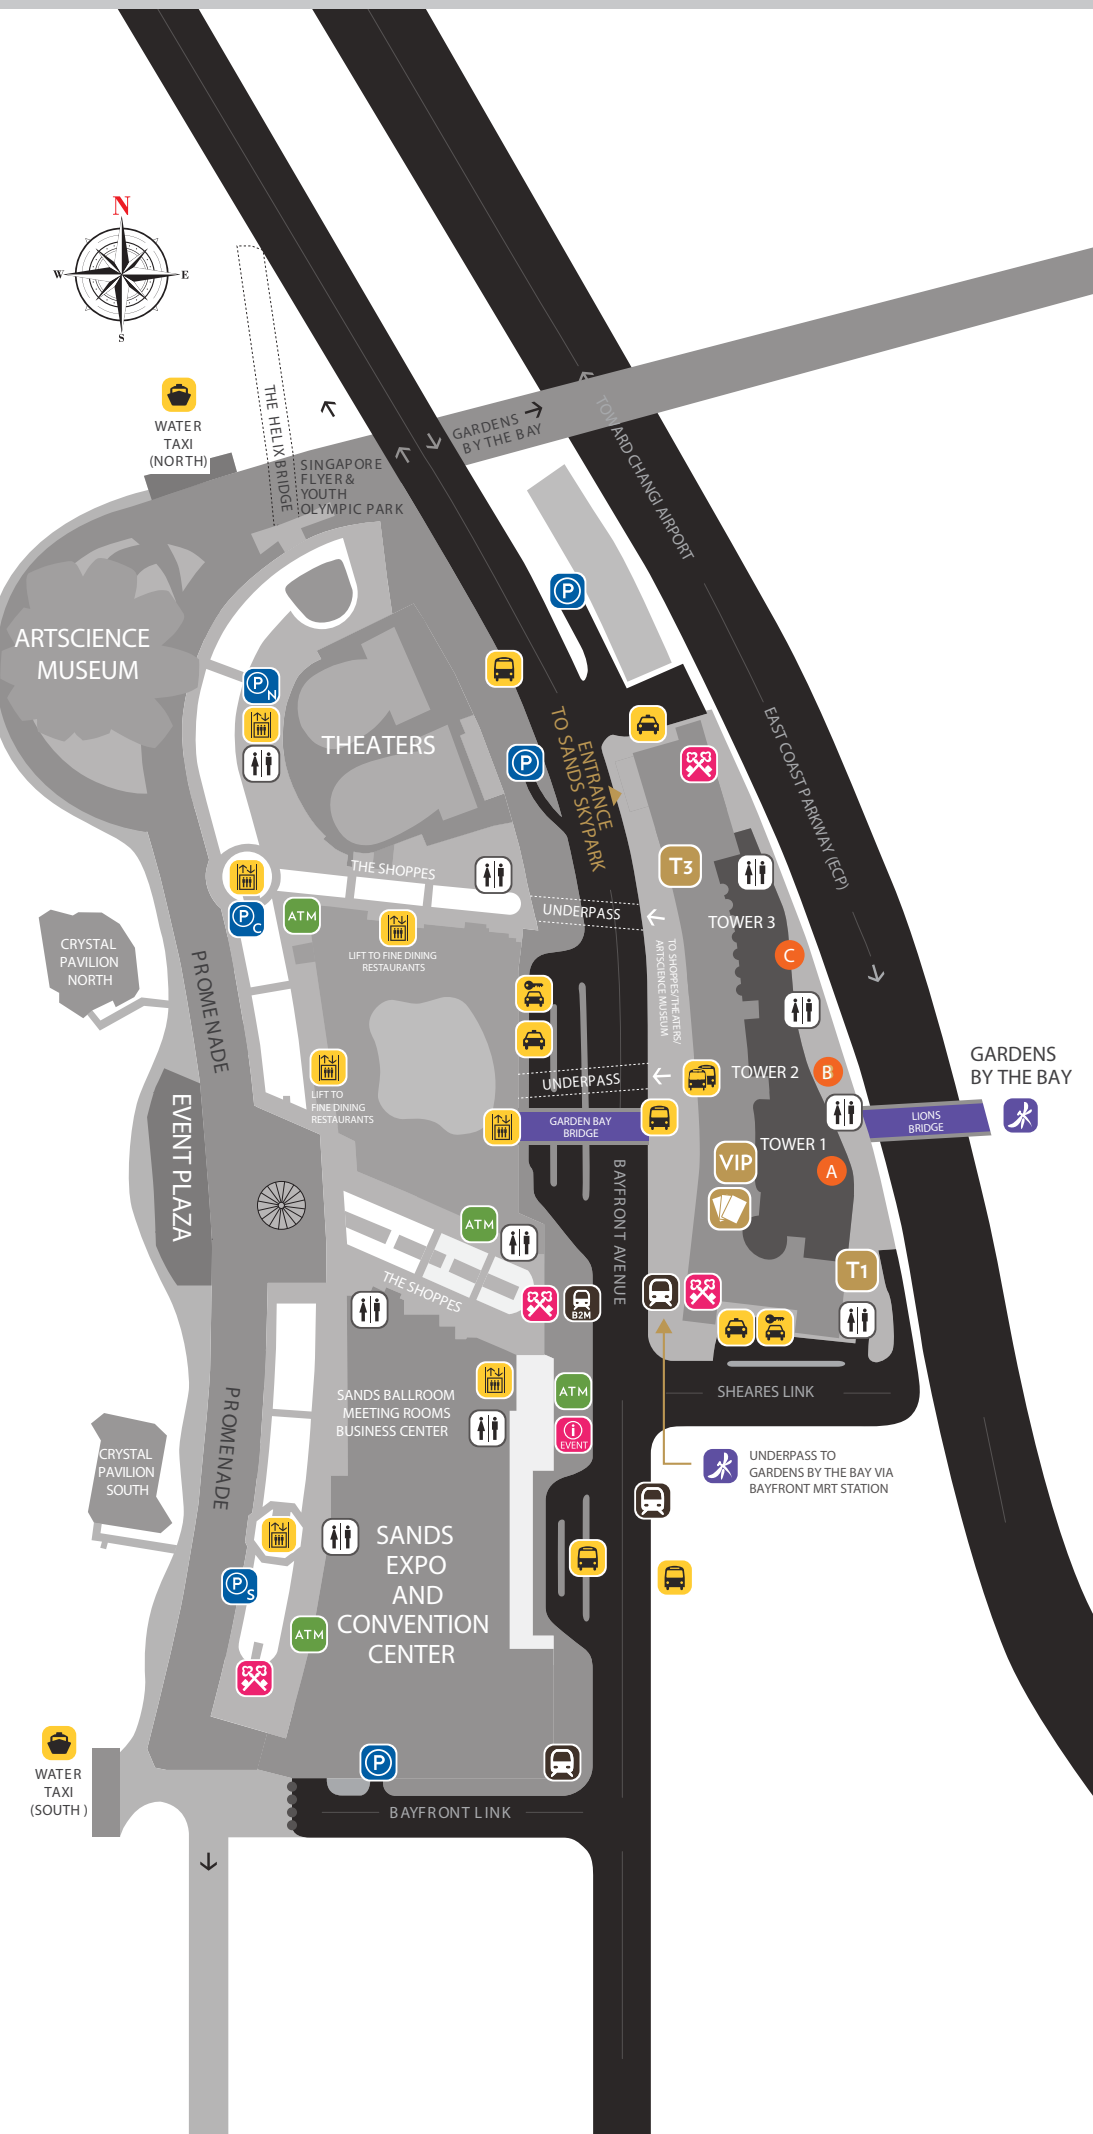 N
W
E
S
WATER
TAXI
(NORTH)
THE HELIX BRIDGE
SINGAPORE
FLYER &
YOUTH
OLYMPIC PARK
GARDENS
BY THE BAY
TOWARD CHANGI AIRPORT
P
ARTSCIENCE
MUSEUM
P N
THEATERS
P
ENTRANCE
TO SANDS SKYPARK
EAST COAST PARKWAY (ECP)
THE SHOPPES
T3
P C
ATM
UNDERPASS
TOWER 3
LIFT TO FINE DINING
RESTAURANTS
TO SHOPPES/THEATERS/
ARTSCIENCE MUSEUM
C
CRYSTAL
PAVILION
NORTH
PROMENADE
GARDENS
BY THE BAY
UNDERPASS
TOWER 2
B
LIFT TO
FINE DINING
RESTAURANTS
GARDEN BAY
BRIDGE
LIONS
BRIDGE
EVENT PLAZA
TOWER 1
VIP
A
BAYFRONT AVENUE
ATM
T1
THE SHOPPES
B2M
SANDS BALLROOM
MEETING ROOMS
BUSINESS CENTER
ATM
i
EVENT
SHEARES LINK
PROMENADE
CRYSTAL
PAVILION
SOUTH
UNDERPASS TO
GARDENS BY THE BAY VIA
BAYFRONT MRT STATION
SANDS
EXPO
AND
CONVENTION
CENTER
P S
ATM
WATER
TAXI
(SOUTH )
P
BAYFRONT LINK